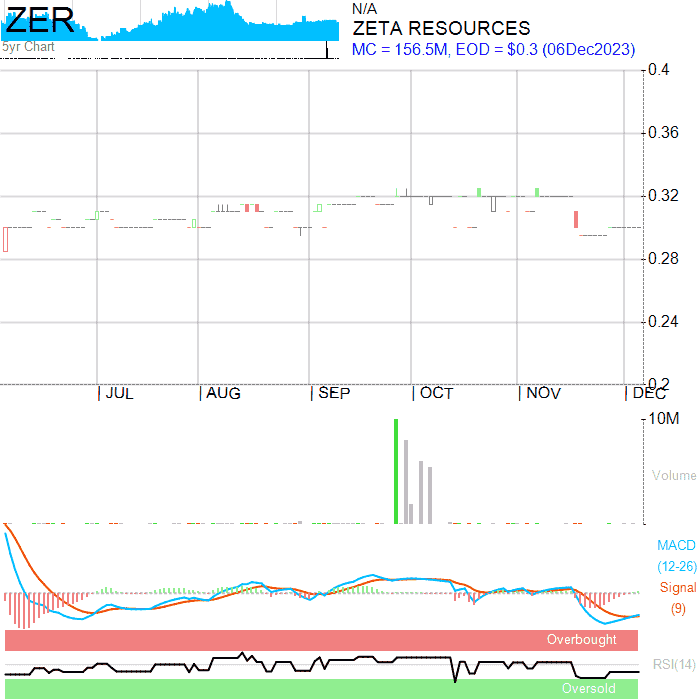 ZER
5yr Chart
N/A
ZETA RESOURCES
MC = 156.5M, EOD = $0.3 (06Dec2023)
0.4
0.36
0.32
0.28
0.24
0.2
JUL
AUG
SEP
OCT
NOV
DEC
10M
Volume
MACD
(12-26)
Signal
(9)
Overbought
RSI(14)
Oversold